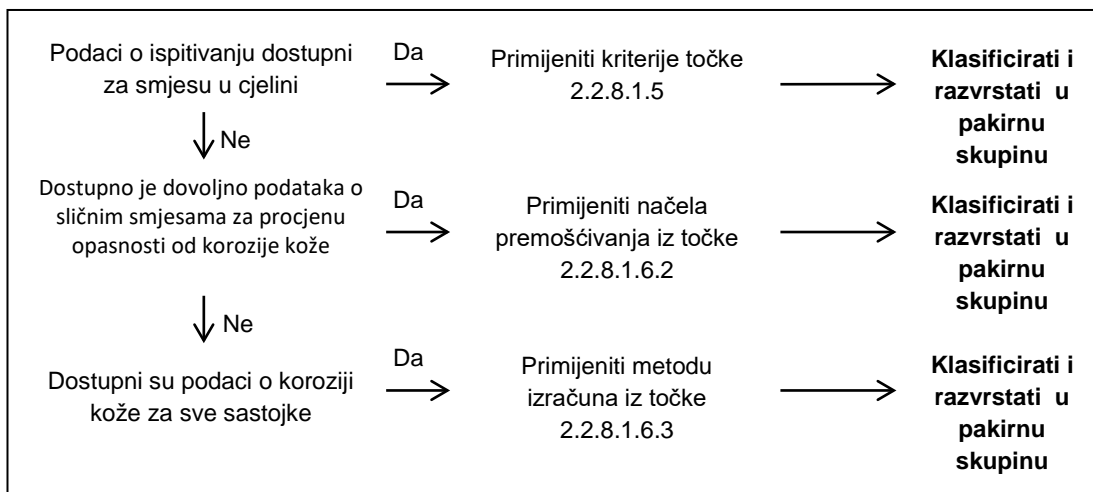 Podaci o ispitivanju dostupni
za smjesu u cjelini
Da
Primijeniti kriterije točke
2.2.8.1.5
Klasificirati i
razvrstati u
pakirnu
skupinu
Ne
Dostupno je dovoljno podataka o
sličnim smjesama za procjenu
opasnosti od korozije kože
Da
Primijeniti načela
premošćivanja iz točke
2.2.8.1.6.2
Klasificirati i
razvrstati u
pakirnu
skupinu
Ne
Dostupni su podaci o koroziji
kože za sve sastojke
Da
Primijeniti metodu
izračuna iz točke
2.2.8.1.6.3
Klasificirati i
razvrstati u
pakirnu
skupinu